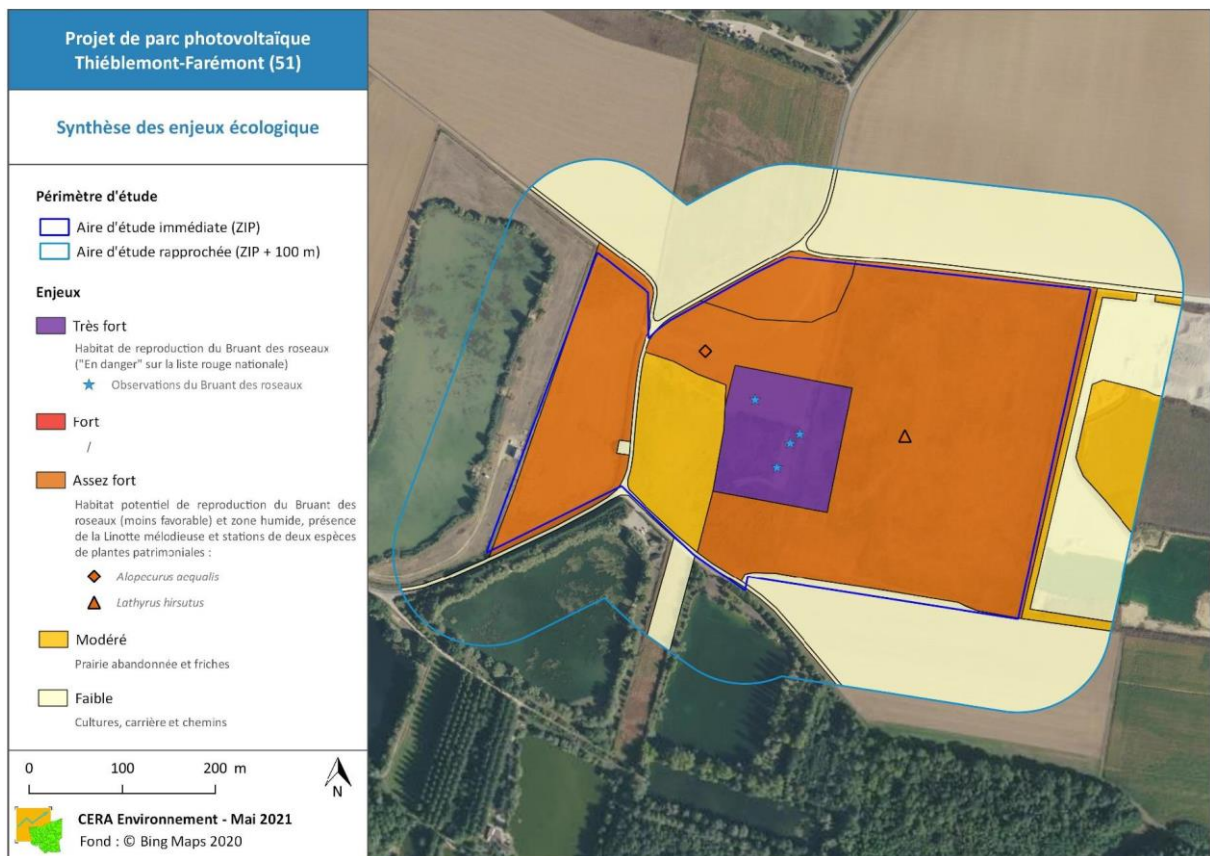 Projet de parc photovoltaïque
Thiéblemont-Farémont (51)
Synthèse des enjeux écologique
Périmètre d'étude
Aire d'étude immédiate (ZIP)
Aire d'étude rapprochée (ZIP + 100 m)
Enjeux
Très fort
Habitat de reproduction du Bruant des roseaux
("En danger" sur la liste rouge nationale)
Observations du Bruant des roseaux
Fort
/
Assez fort
Habitat potentiel de reproduction du Bruant des
roseaux (moins favorable) et zone humide, présence
de la Linotte mélodieuse et stations de deux espèces
de plantes patrimoniales :
Alopecurus aequalis
Lathyrus hirsutus
Modéré
Prairie abandonnée et friches
Faible
Cultures, carrière et chemins
0 100 200 m
N
CERA Environnement - Mai 2021
Fond : © Bing Maps 2020